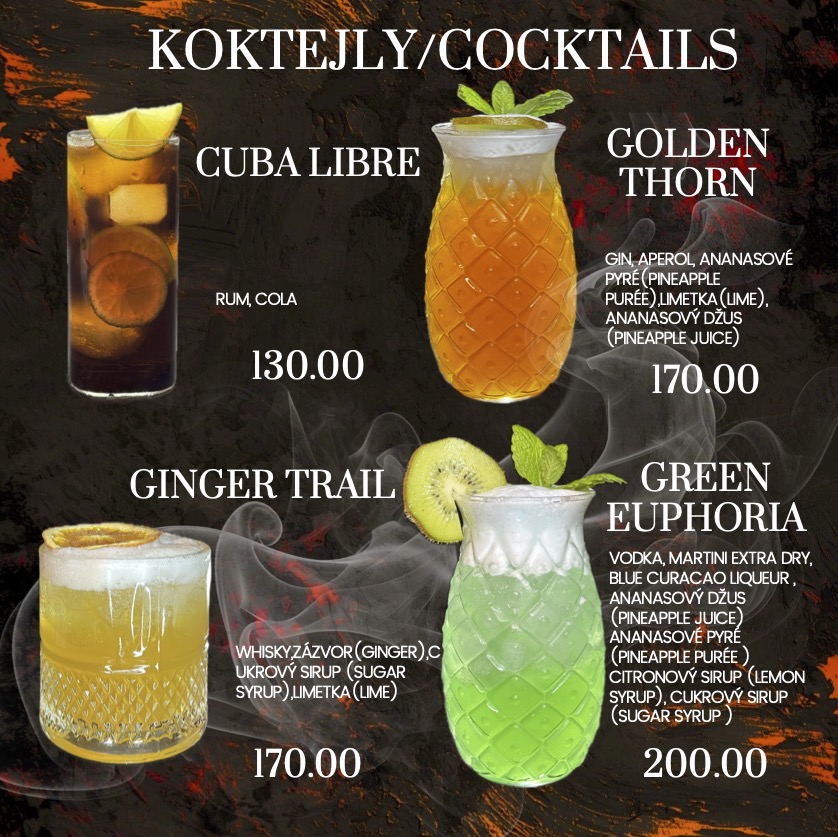 KOKTEJLY/COCKTAILS
CUBA LIBRE
RUM, COLA
130.00
GOLDEN
THORN
GIN, APEROL, ANANASOVÉ
PYRÉ(PINEAPPLE
PURÉE),LIMETKA(LIME),
ANANASOVÝ DŽUS
(PINEAPPLE JUICE)
170.00
GINGER TRAIL
WHISKY,ZÁZVOR(GINGER),C
UKROVÝ SIRUP (SUGAR
SYRUP),LIMETKA(LIME)
170.00
GREEN
EUPHORIA
VODKA, MARTINI EXTRA DRY,
BLUE CURACAO LIQUEUR ,
ANANASOVÝ DŽUS
(PINEAPPLE JUICE)
ANANASOVÉ PYRÉ
(PINEAPPLE PURÉE )
CITRONOVÝ SIRUP (LEMON
SYRUP), CUKROVÝ SIRUP
(SUGAR SYRUP )
200.00